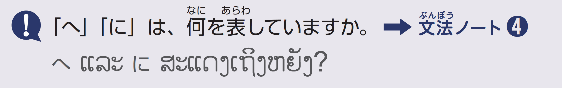 「へ」「に」は、何を表していますか。 ➡ 文法ノート❹
へ ແລະ に ສະແດງເຖິງຫຍັງ?